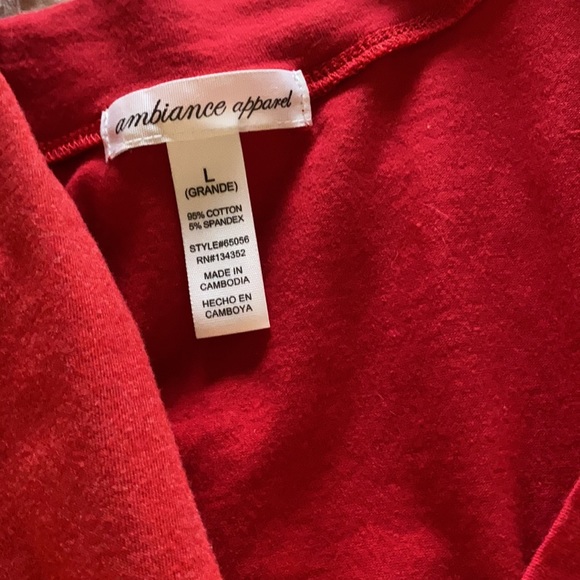 ambiance apparel
L
(GRANDE)
95% COTTON
5% SPANDEX
STYLE#65056
RN#134352
MADE IN
CAMBODIA
HECHO EN
CAMBOYA